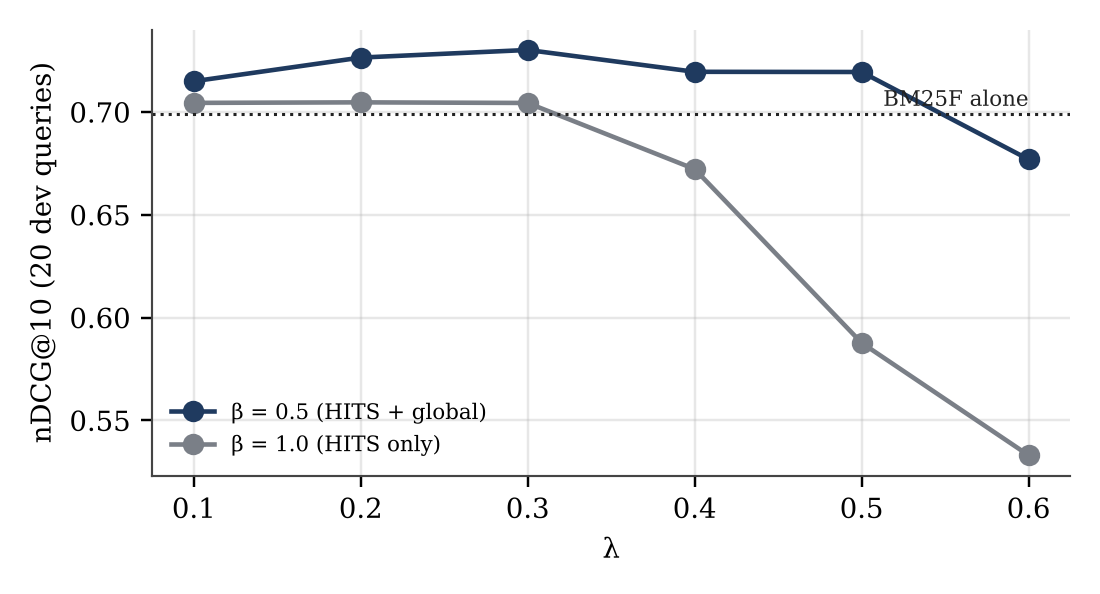 nDCG@10 (20 dev queries)
0.70
0.65
0.60
0.55
BM25F alone
β = 0.5 (HITS + global)
β = 1.0 (HITS only)
0.1 0.2 0.3 0.4 0.5 0.6
λ